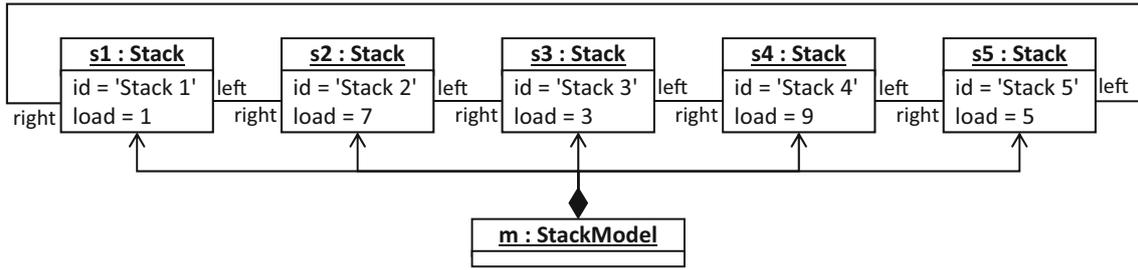 s1 : Stack
id = 'Stack 1'
load = 1
right
left
s2 : Stack
id = 'Stack 2'
load = 7
right
left
s3 : Stack
id = 'Stack 3'
load = 3
right
left
s4 : Stack
id = 'Stack 4'
load = 9
right
left
s5 : Stack
id = 'Stack 5'
load = 5
right
left
m : StackModel